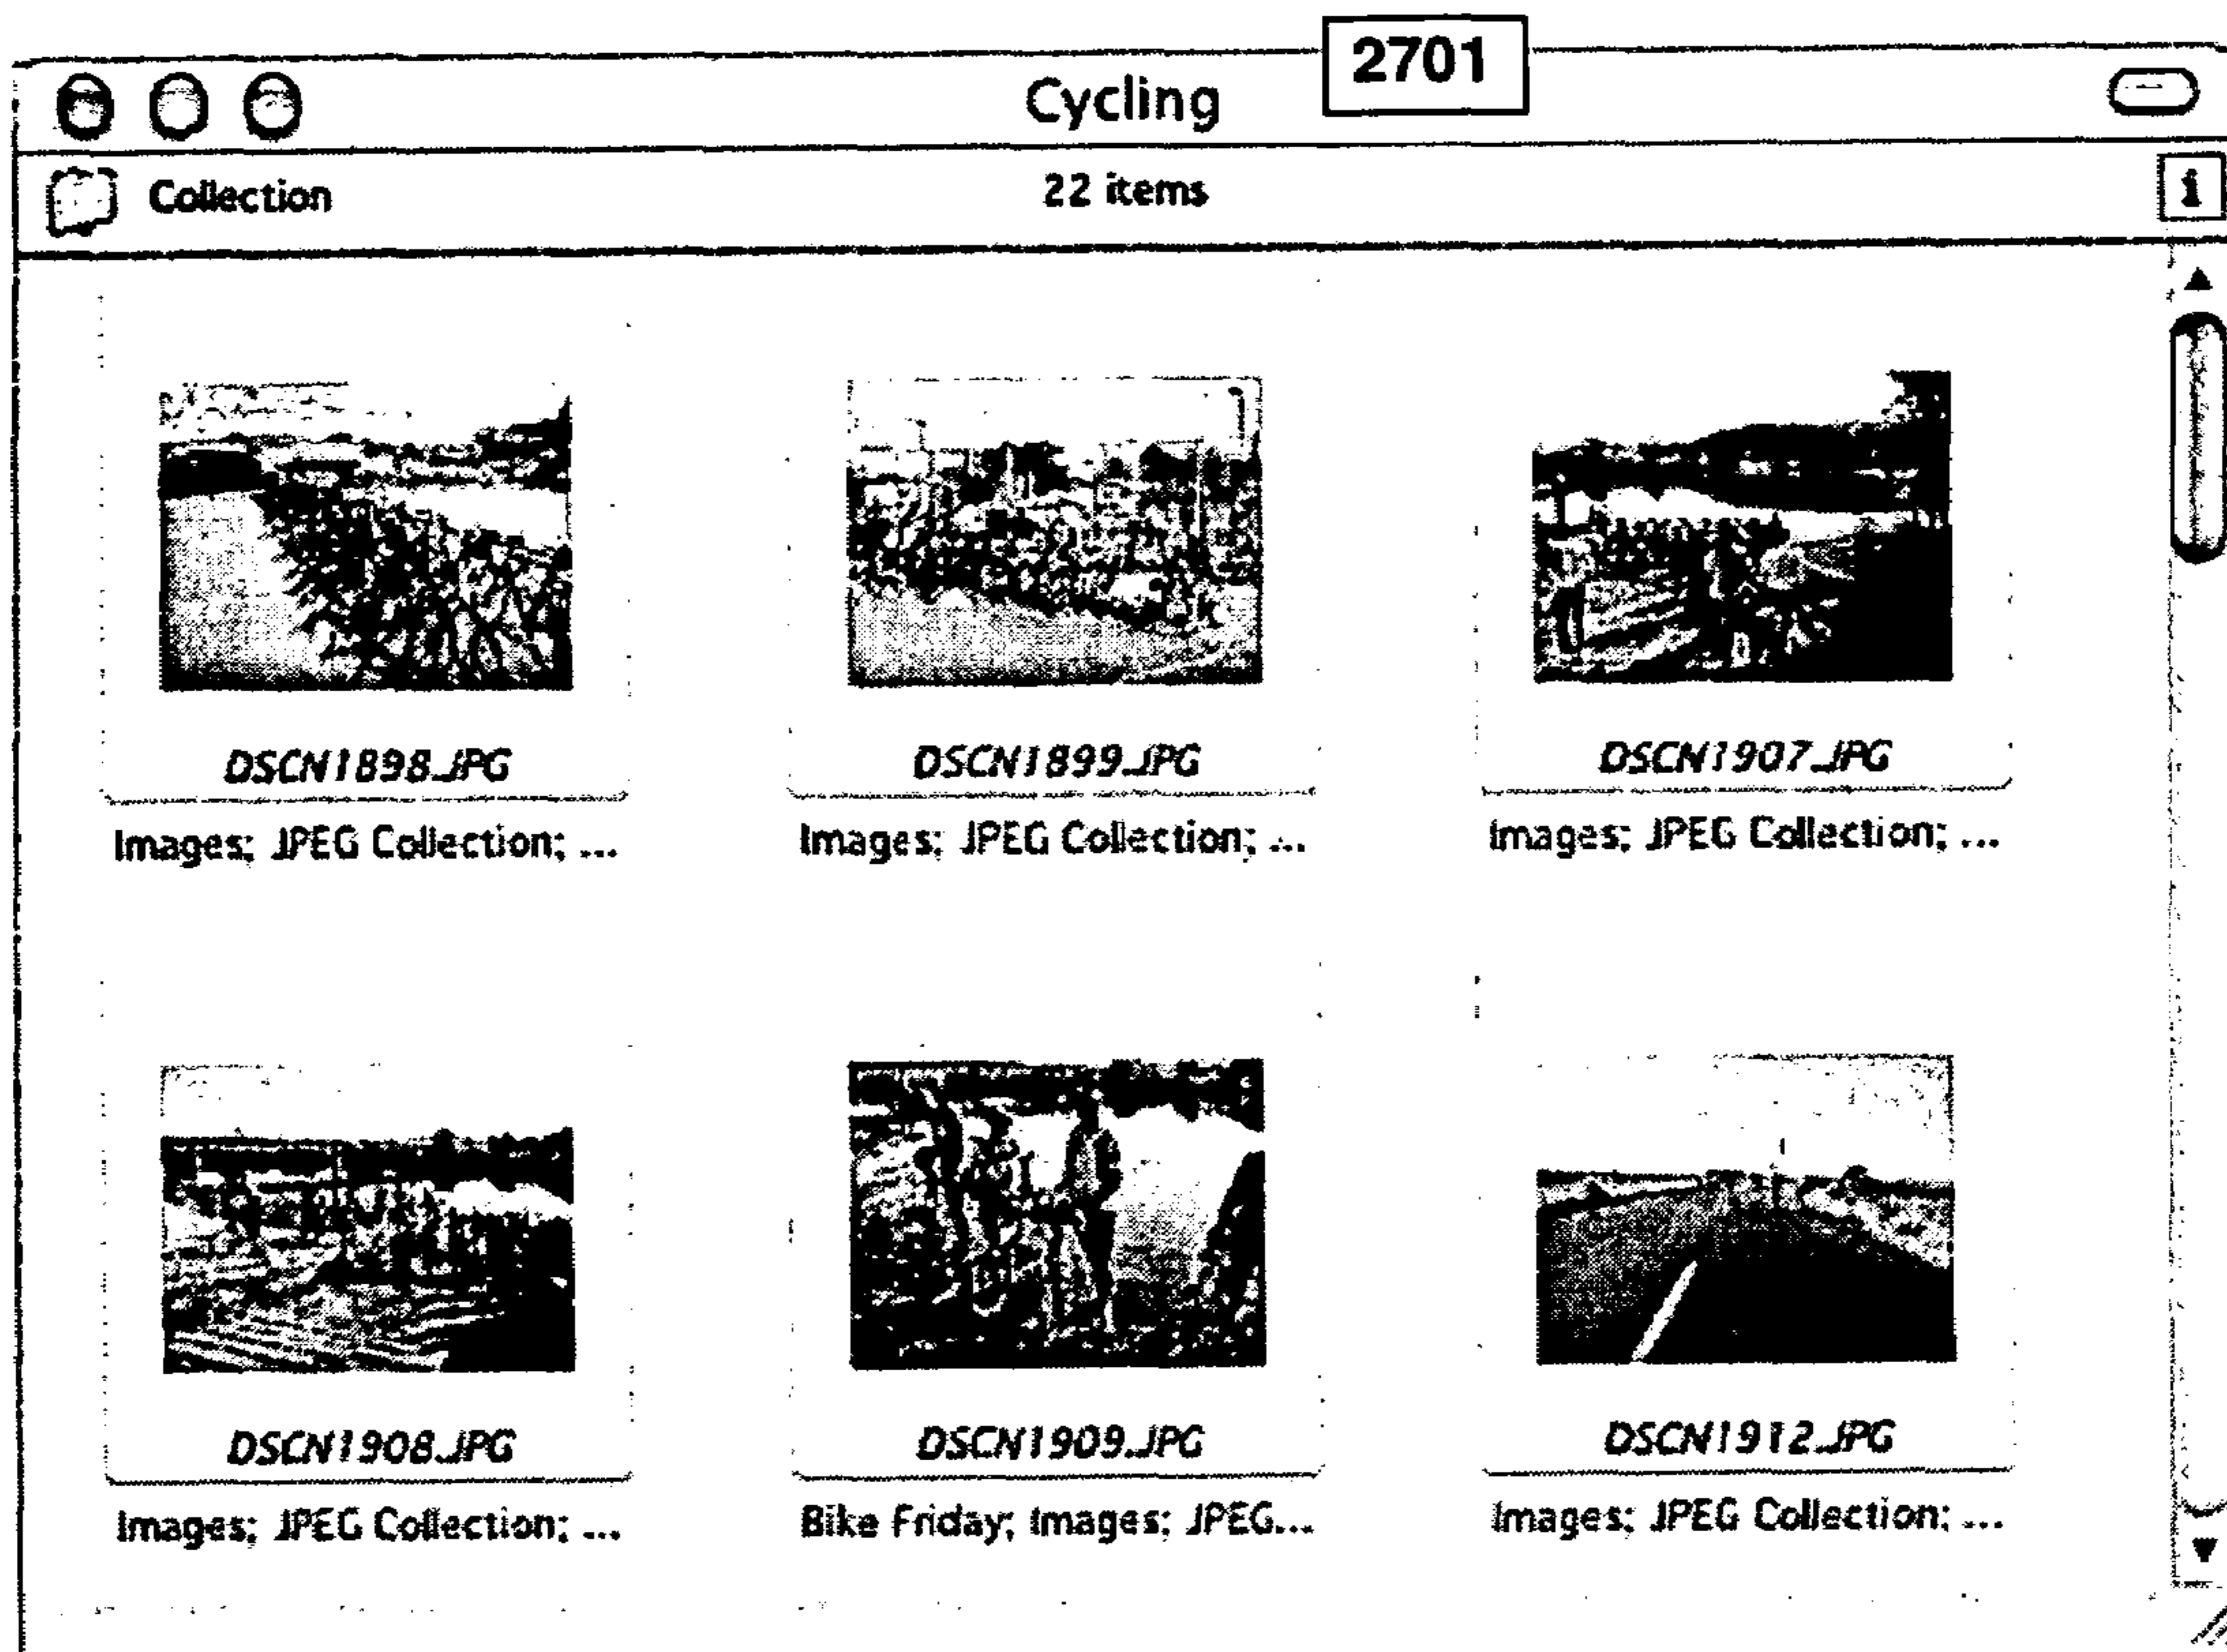 2701
Cycling
Collection 22 items i
DSCN1898.JPG DSCN1899.JPG DSCN1907.JPG
Images; JPEG Collection; ... Images; JPEG Collection; ... Images; JPEG Collection; ...
DSCN1908.JPG DSCN1909.JPG DSCN1912.JPG
Images; JPEG Collection; ... Bike Friday; Images; JPEG... Images; JPEG Collection; ...